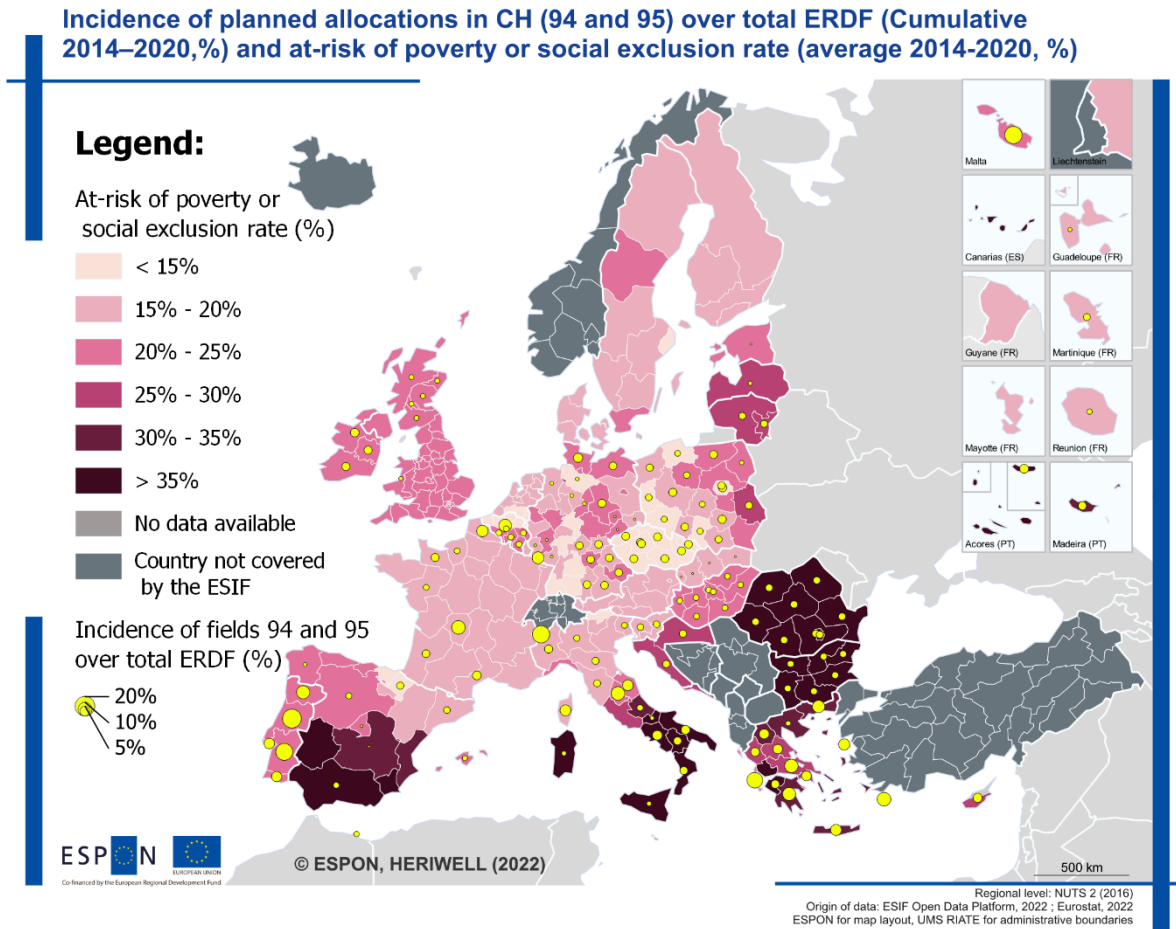 Incidence of planned allocations in CH (94 and 95) over total ERDF (Cumulative
2014–2020,%) and at-risk of poverty or social exclusion rate (average 2014-2020, %)
Legend:
At-risk of poverty or
social exclusion rate (%)
< 15%
15% - 20%
20% - 25%
25% - 30%
30% - 35%
> 35%
No data available
Country not covered
by the ESIF
Incidence of fields 94 and 95
over total ERDF (%)
20%
10%
5%
Malta
Liechtenstein
Canarias (ES)
Guadeloupe (FR)
Guyane (FR)
Martinique (FR)
Mayotte (FR)
Reunion (FR)
Acores (PT)
Madeira (PT)
ESPON
EUROPEAN UNION
Co-financed by the European Regional Development Fund
© ESPON, HERIWELL (2022)
500 km
Regional level: NUTS 2 (2016)
Origin of data: ESIF Open Data Platform, 2022 ; Eurostat, 2022
ESPON for map layout, UMS RIATE for administrative boundaries